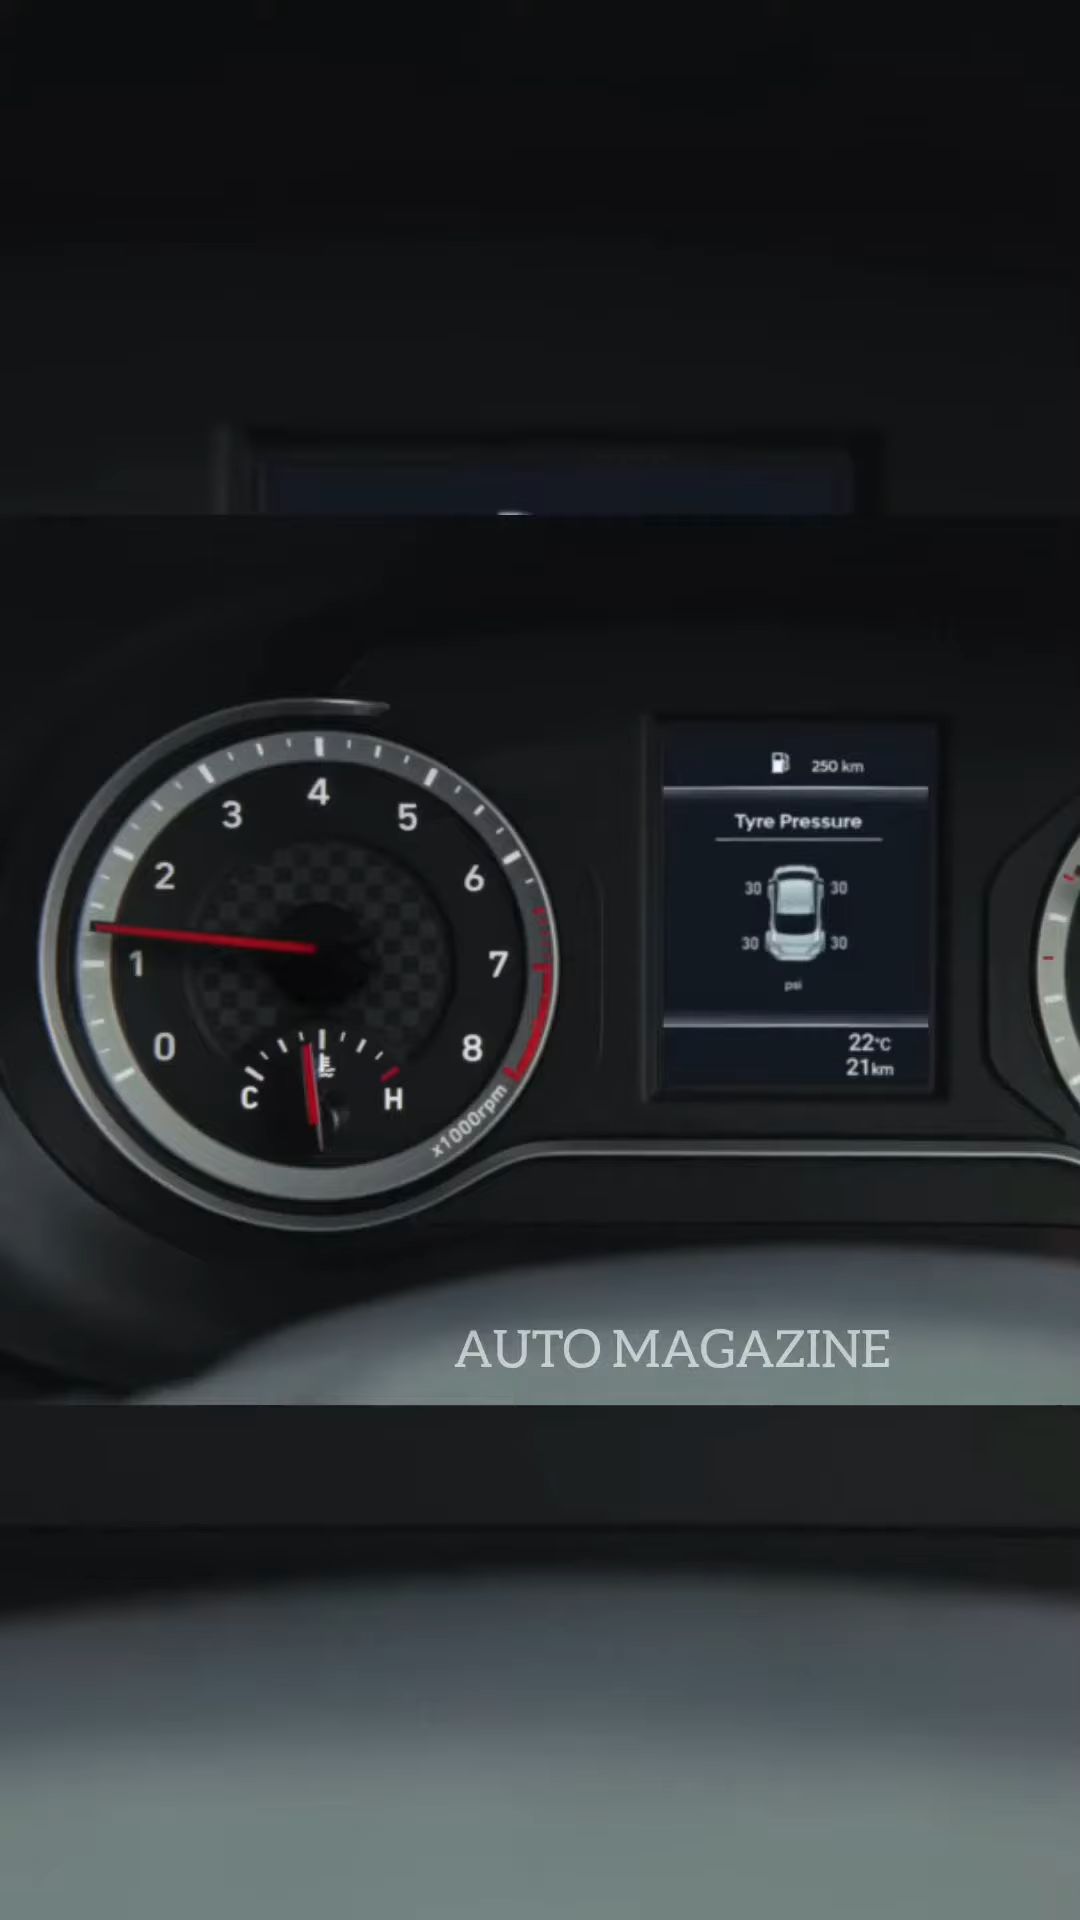 250 km
Tyre Pressure
30 30
30 30
psi
22°C
21km
0 1 2 3 4 5 6 7 8
x1000rpm
C H
AUTO MAGAZINE